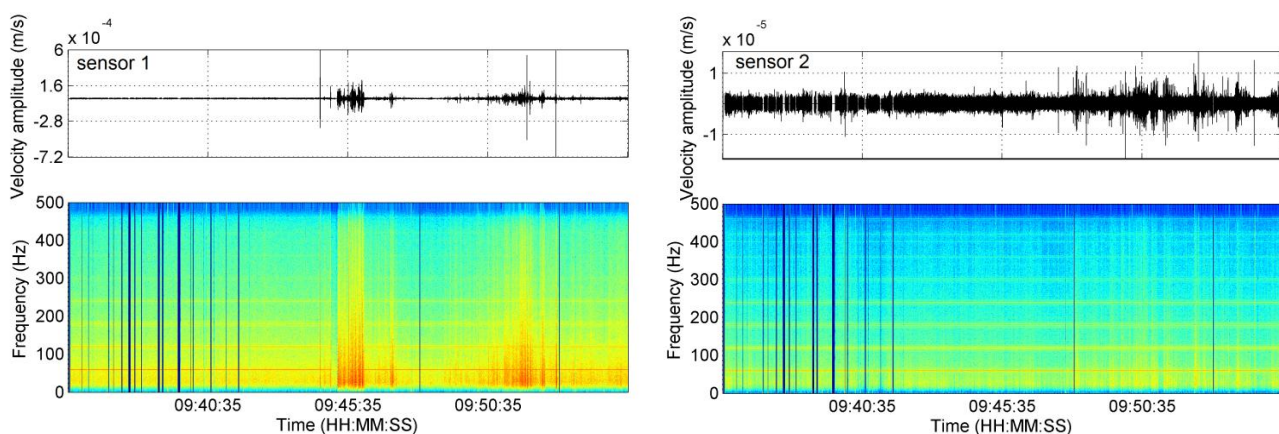 x 10⁻⁴
Velocity amplitude (m/s)
6
1.6
-2.8
-7.2
sensor 1
Frequency (Hz)
500
400
300
200
100
0
09:40:35 09:45:35 09:50:35
Time (HH:MM:SS)
x 10⁻⁵
Velocity amplitude (m/s)
1
0
-1
sensor 2
Frequency (Hz)
500
400
300
200
100
0
09:40:35 09:45:35 09:50:35
Time (HH:MM:SS)